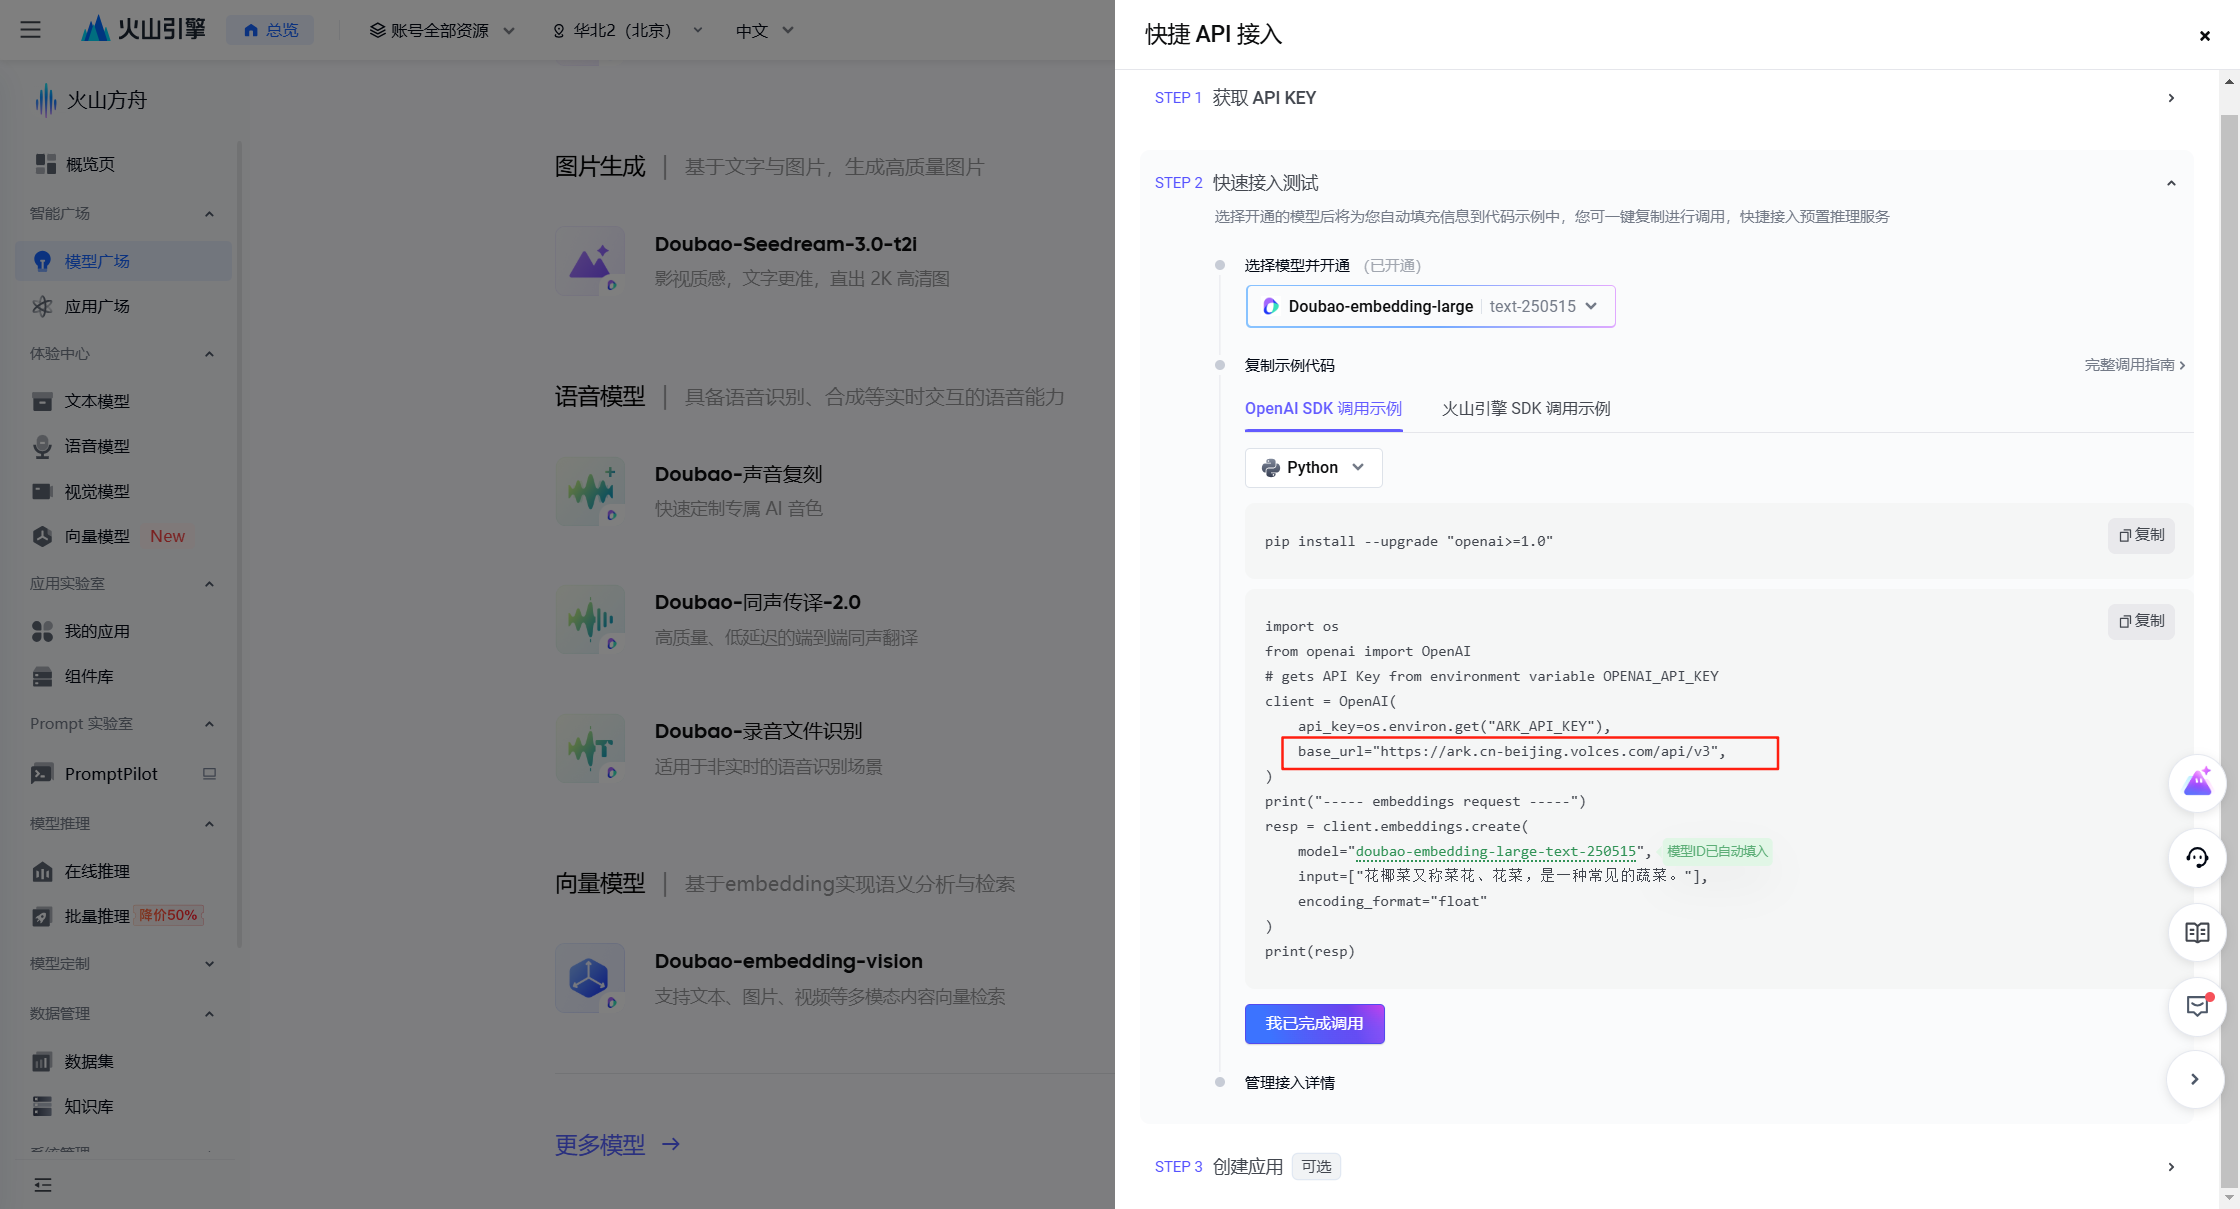 火山引擎
总览
账号全部资源
华北2（北京）
中文
火山方舟
概览页
智能广场
模型广场
应用广场
体验中心
文本模型
语音模型
视觉模型
向量模型 New
应用实验室
我的应用
组件库
Prompt 实验室
PromptPilot
模型推理
在线推理
批量推理 降价50%
模型定制
数据管理
数据集
知识库
系统管理
图片生成 | 基于文字与图片，生成高质量图片
Doubao-Seedream-3.0-t2i
影视质感，文字更准，直出 2K 高清图
语音模型 | 具备语音识别、合成等实时交互的语音能力
Doubao-声音复刻
快速定制专属 AI 音色
Doubao-同声传译-2.0
高质量、低延迟的端到端同声翻译
Doubao-录音文件识别
适用于非实时的语音识别场景
向量模型 | 基于embedding实现语义分析与检索
Doubao-embedding-vision
支持文本、图片、视频等多模态内容向量检索
更多模型 →
快捷 API 接入
STEP 1 获取 API KEY
STEP 2 快速接入测试
选择开通的模型后将为您自动填充信息到代码示例中，您可一键复制进行调用，快捷接入预置推理服务
选择模型并开通 (已开通)
Doubao-embedding-large | text-250515
复制示例代码
完整调用指南
OpenAI SDK 调用示例
火山引擎 SDK 调用示例
Python
pip install --upgrade "openai>=1.0"
复制
复制
import os
from openai import OpenAI
# gets API Key from environment variable OPENAI_API_KEY
client = OpenAI(
api_key=os.environ.get("ARK_API_KEY"),
base_url="https://ark.cn-beijing.volces.com/api/v3",
)
print("----- embeddings request -----")
resp = client.embeddings.create(
model="doubao-embedding-large-text-250515", 模型ID已自动填入
input=["花椰菜又称菜花、花菜，是一种常见的蔬菜。"],
encoding_format="float"
)
print(resp)
我已完成调用
管理接入详情
STEP 3 创建应用 可选